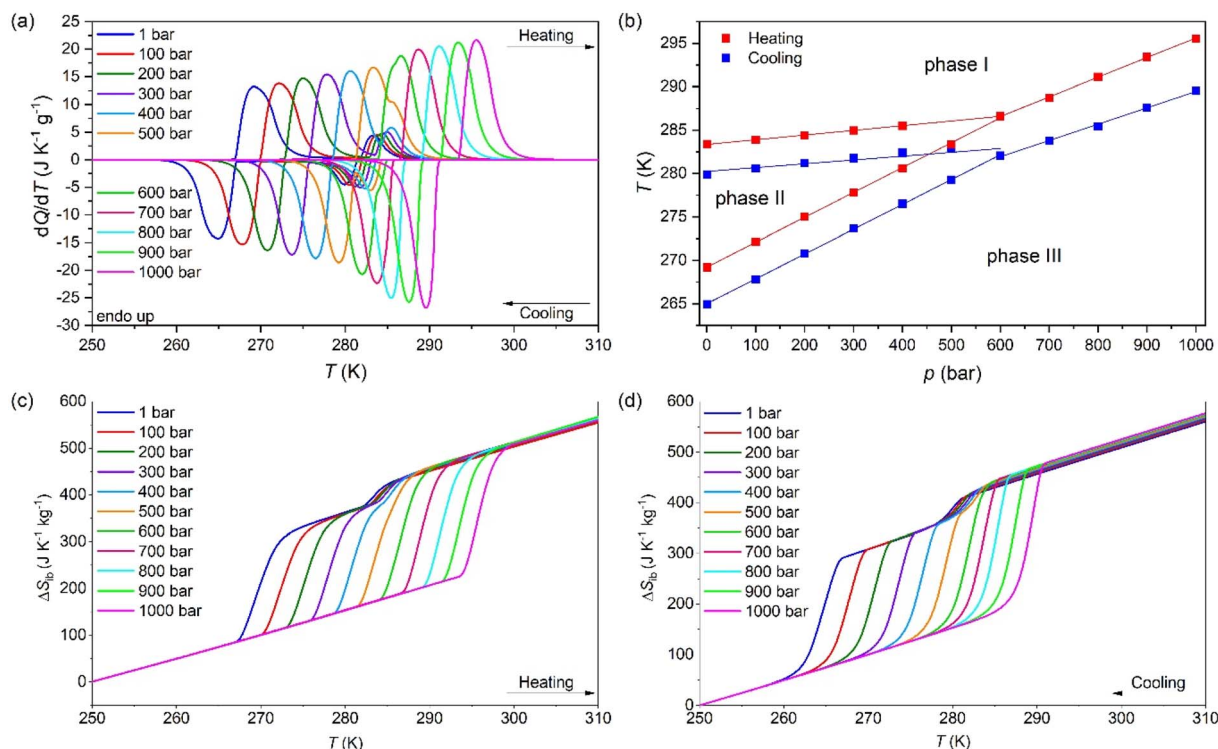 (a)
25
20
15
10
5
0
-5
-10
-15
-20
-25
-30
dQ/dT (J K⁻¹ g⁻¹)
1 bar
100 bar
200 bar
300 bar
400 bar
500 bar
600 bar
700 bar
800 bar
900 bar
1000 bar
Heating
Cooling
endo up
250 260 270 280 290 300 310
T (K)
(b)
295
290
285
280
275
270
265
T (K)
Heating
Cooling
phase I
phase II
phase III
0 100 200 300 400 500 600 700 800 900 1000
p (bar)
(c)
600
500
400
300
200
100
0
ΔS_Ib (J K⁻¹ kg⁻¹)
1 bar
100 bar
200 bar
300 bar
400 bar
500 bar
600 bar
700 bar
800 bar
900 bar
1000 bar
Heating
250 260 270 280 290 300 310
T (K)
(d)
600
500
400
300
200
100
0
ΔS_Ib (J K⁻¹ kg⁻¹)
1 bar
100 bar
200 bar
300 bar
400 bar
500 bar
600 bar
700 bar
800 bar
900 bar
1000 bar
Cooling
250 260 270 280 290 300 310
T (K)